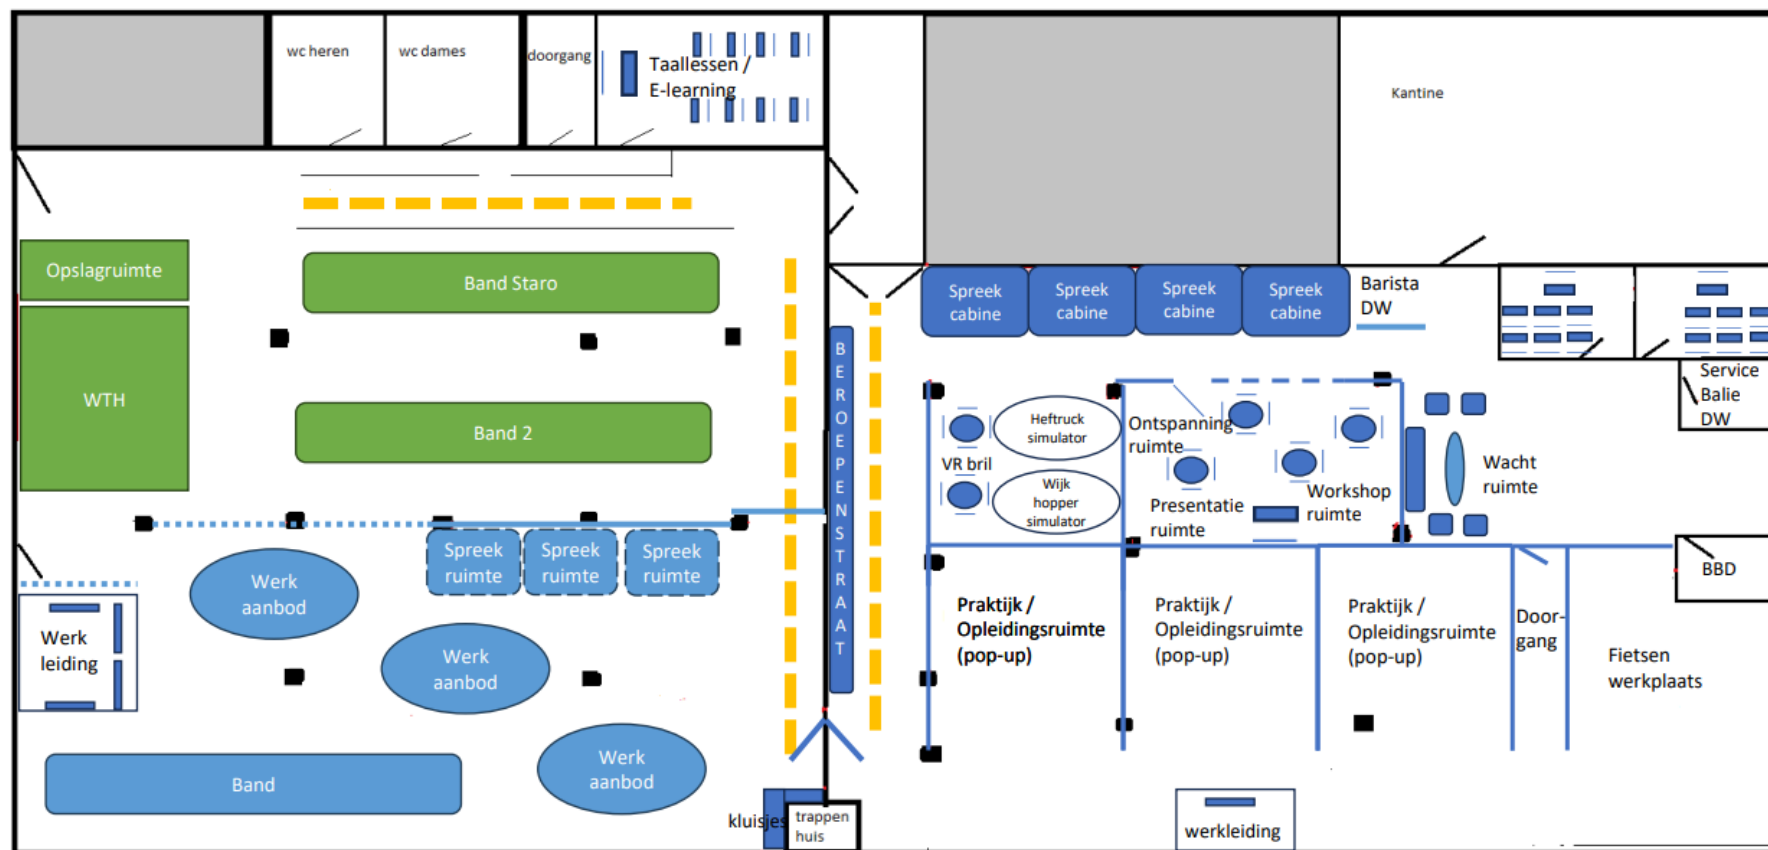 wc heren
wc dames
doorgang
Taallessen /
E-learning
Kantine
Opslagruimte
WTH
Band Staro
Band 2
BEROEPENSTRAAT
Spreek
cabine
Spreek
cabine
Spreek
cabine
Spreek
cabine
Barista
DW
Service
Balie
DW
VR bril
Heftruck
simulator
Wijk
hopper
simulator
Ontspanning
ruimte
Presentatie
ruimte
Workshop
ruimte
Wacht
ruimte
Spreek
ruimte
Spreek
ruimte
Spreek
ruimte
Werk
aanbod
Werk
aanbod
Werk
aanbod
Werk
leiding
Band
kluisjes
trappen
huis
Praktijk /
Opleidingsruimte
(pop-up)
Praktijk /
Opleidingsruimte
(pop-up)
Praktijk /
Opleidingsruimte
(pop-up)
Door-
gang
BBD
Fietsen
werkplaats
werkleiding